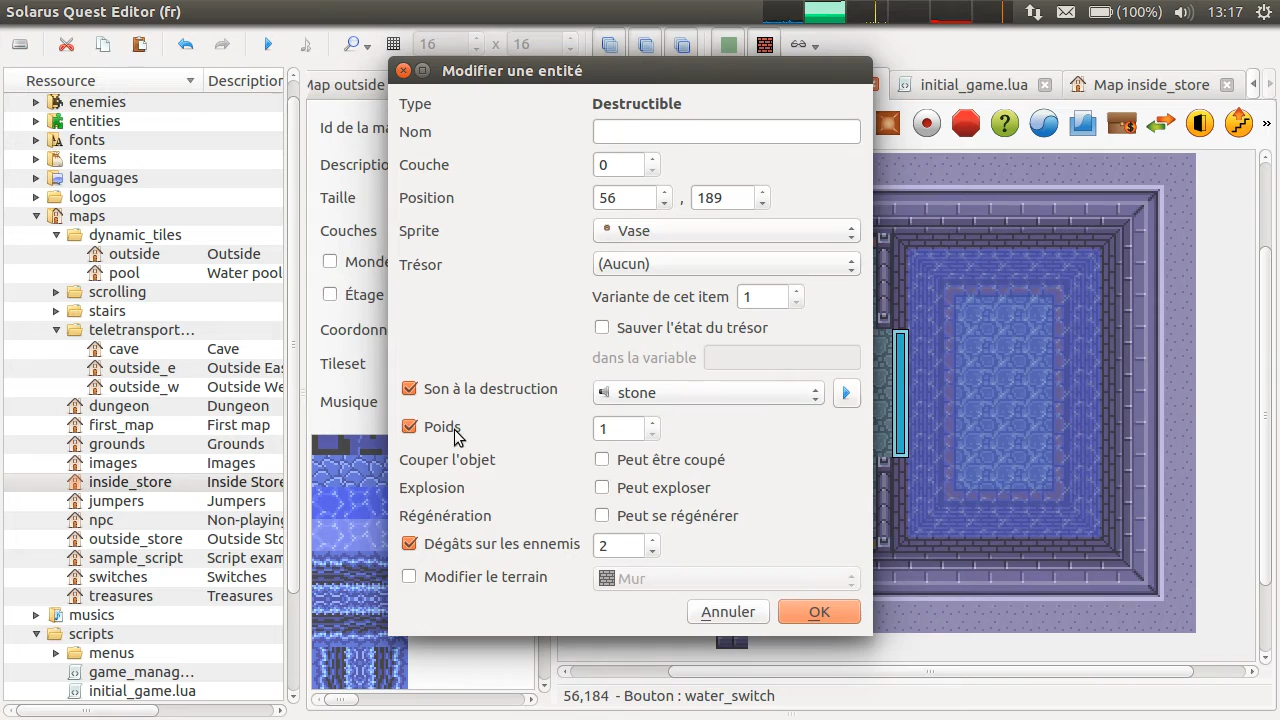 Solarus Quest Editor (fr)
(100%)
13:17
16 x 16
Ressource
Description
enemies
entities
fonts
items
languages
logos
maps
dynamic_tiles
outside Outside
pool Water pool
scrolling
stairs
teletransport...
cave Cave
outside_e Outside Eas
outside_w Outside We
dungeon Dungeon
first_map First map
grounds Grounds
images Images
inside_store Inside Store
jumpers Jumpers
npc Non-playing
outside_store Outside Sto
sample_script Script exam
switches Switches
treasures Treasures
musics Musics
scripts
menus
game_manag...
initial_game.lua
Map outside
initial_game.lua
Map inside_store
»
Id de la ma
Descriptio
Taille
Couches
Monde
Étage
Coordonn
Tileset
Musique
Modifier une entité
Type Destructible
Nom
Couche 0
Position 56 , 189
Sprite Vase
Trésor (Aucun)
Variante de cet item 1
Sauver l'état du trésor
dans la variable
Son à la destruction stone
Poids 1
Couper l'objet Peut être coupé
Explosion Peut exploser
Régénération Peut se régénérer
Dégâts sur les ennemis 2
Modifier le terrain Mur
Annuler OK
56,184 - Bouton : water_switch